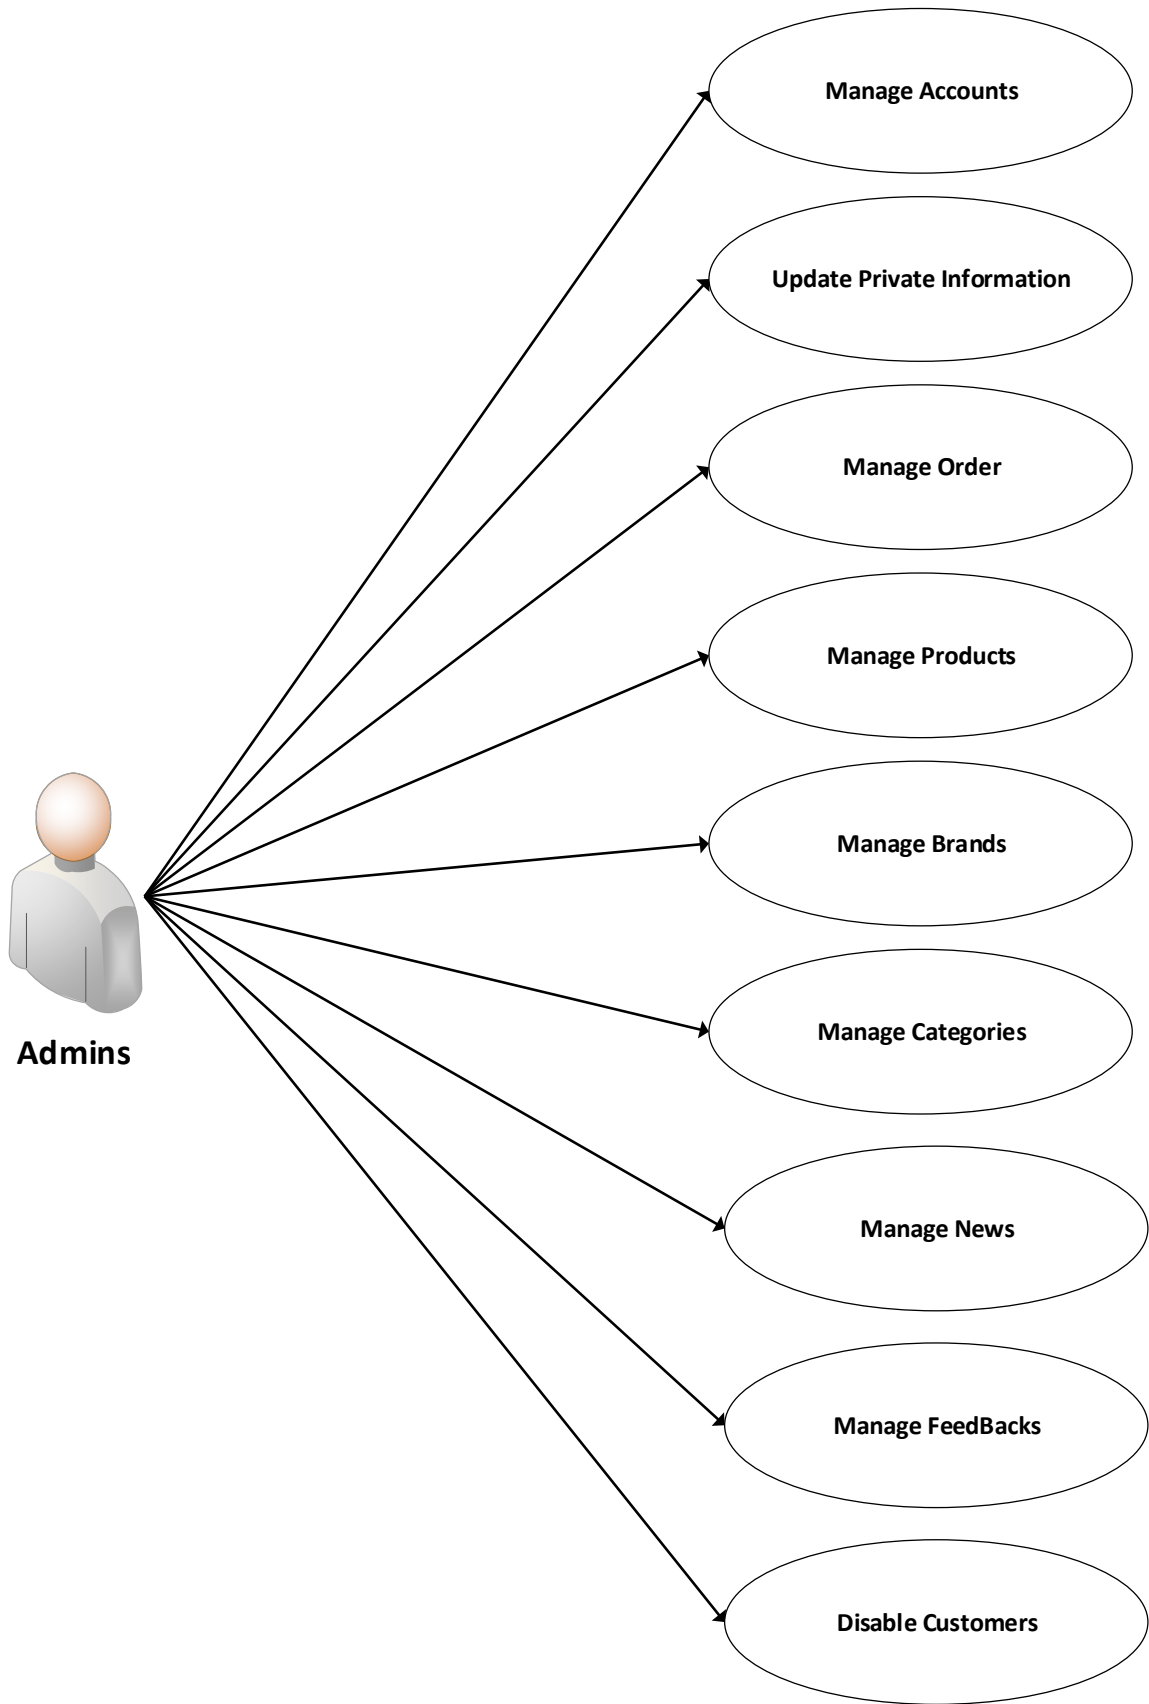 Manage Accounts
Update Private Information
Manage Order
Manage Products
Manage Brands
Admins
Manage Categories
Manage News
Manage FeedBacks
Disable Customers